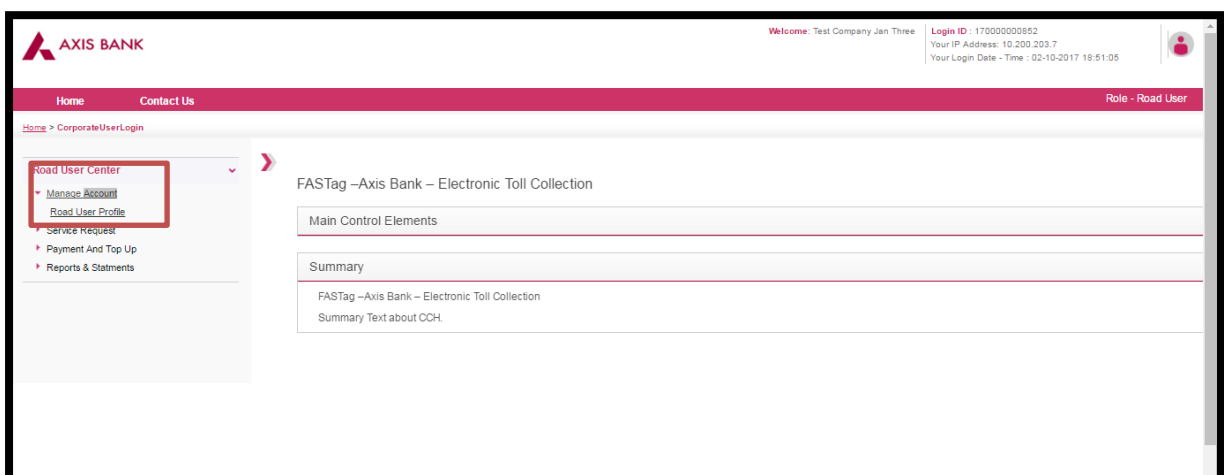 AXIS BANK
Welcome: Test Company Jan Three
Login ID : 170000000852
Your IP Address: 10.200.203.7
Your Login Date - Time : 02-10-2017 18:51:05
Home Contact Us Role - Road User
Home > CorporateUserLogin
Road User Center
Manage Account
Road User Profile
Service Request
Payment And Top Up
Reports & Statments
FASTag –Axis Bank – Electronic Toll Collection
Main Control Elements
Summary
FASTag –Axis Bank – Electronic Toll Collection
Summary Text about CCH.